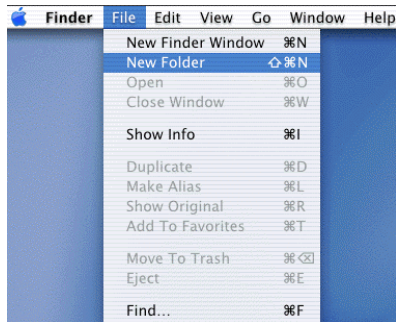 Finder File Edit View Go Window Help
New Finder Window ⌘N
New Folder ⇧⌘N
Open ⌘O
Close Window ⌘W
Show Info ⌘I
Duplicate ⌘D
Make Alias ⌘L
Show Original ⌘R
Add To Favorites ⌘T
Move To Trash ⌘⌫
Eject ⌘E
Find... ⌘F